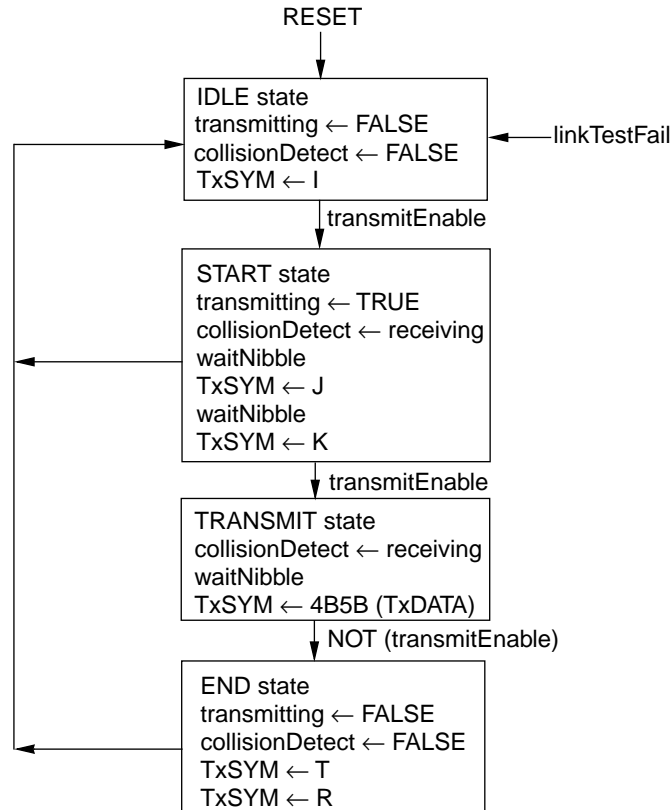 RESET
IDLE state
transmitting ← FALSE
collisionDetect ← FALSE
TxSYM ← I
linkTestFail
transmitEnable
START state
transmitting ← TRUE
collisionDetect ← receiving
waitNibble
TxSYM ← J
waitNibble
TxSYM ← K
transmitEnable
TRANSMIT state
collisionDetect ← receiving
waitNibble
TxSYM ← 4B5B (TxDATA)
NOT (transmitEnable)
END state
transmitting ← FALSE
collisionDetect ← FALSE
TxSYM ← T
TxSYM ← R